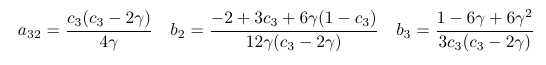 $a_{32} = \frac{c_3(c_3 - 2\gamma)}{4\gamma} \quad b_2 = \frac{-2 + 3c_3 + 6\gamma(1 - c_3)}{12\gamma(c_3 - 2\gamma)} \quad b_3 = \frac{1 - 6\gamma + 6\gamma^2}{3c_3(c_3 - 2\gamma)}$